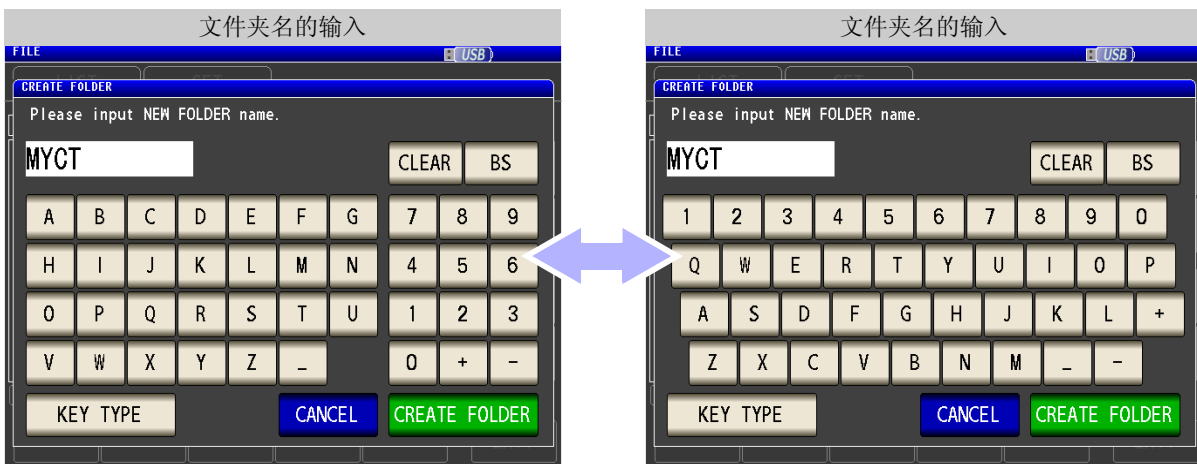 文件夹名的输入
FILE USB
CREATE FOLDER
Please input NEW FOLDER name.
MYCT CLEAR BS
A B C D E F G 7 8 9
H I J K L M N 4 5 6
O P Q R S T U 1 2 3
V W X Y Z _ 0 + -
KEY TYPE CANCEL CREATE FOLDER
文件夹名的输入
FILE USB
CREATE FOLDER
Please input NEW FOLDER name.
MYCT CLEAR BS
1 2 3 4 5 6 7 8 9 0
Q W E R T Y U I O P
A S D F G H J K L +
Z X C V B N M _ -
KEY TYPE CANCEL CREATE FOLDER